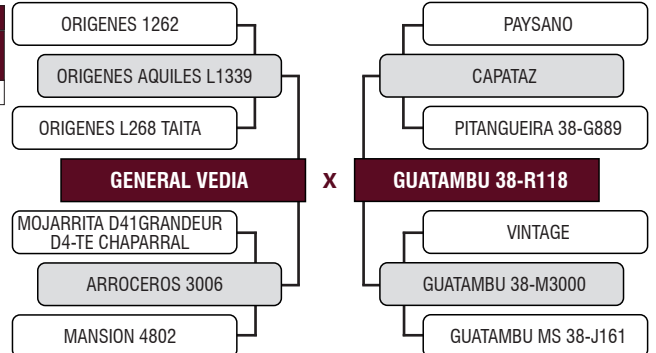 ORIGENES 1262
ORIGENES AQUILES L1339
ORIGENES L268 TAITA
GENERAL VEDIA
MOJARRITA D41GRANDEUR
D4-TE CHAPARRAL
ARROCEROS 3006
MANSION 4802
X
PAYSANO
CAPATAZ
PITANGUEIRA 38-G889
GUATAMBU 38-R118
VINTAGE
GUATAMBU 38-M3000
GUATAMBU MS 38-J161